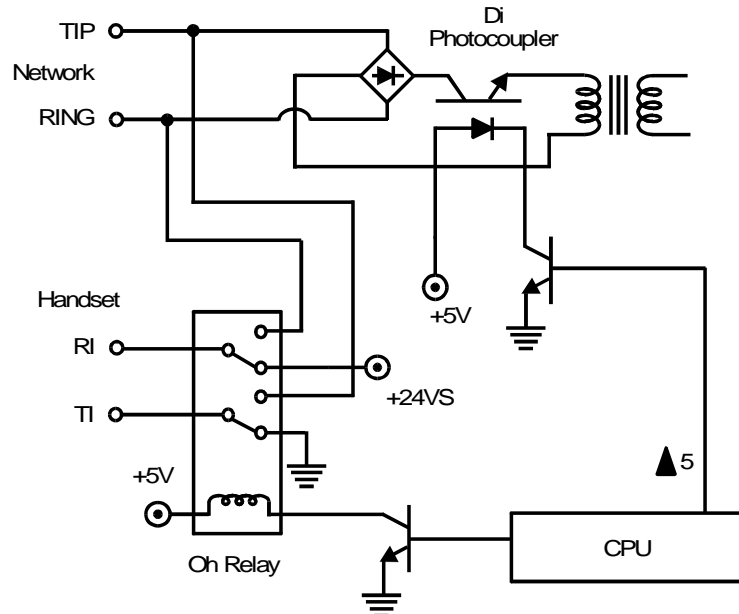 TIP
Di
Photocoupler
Network
RING
+5V
Handset
RI
+24VS
TI
+5V
5
CPU
Oh Relay